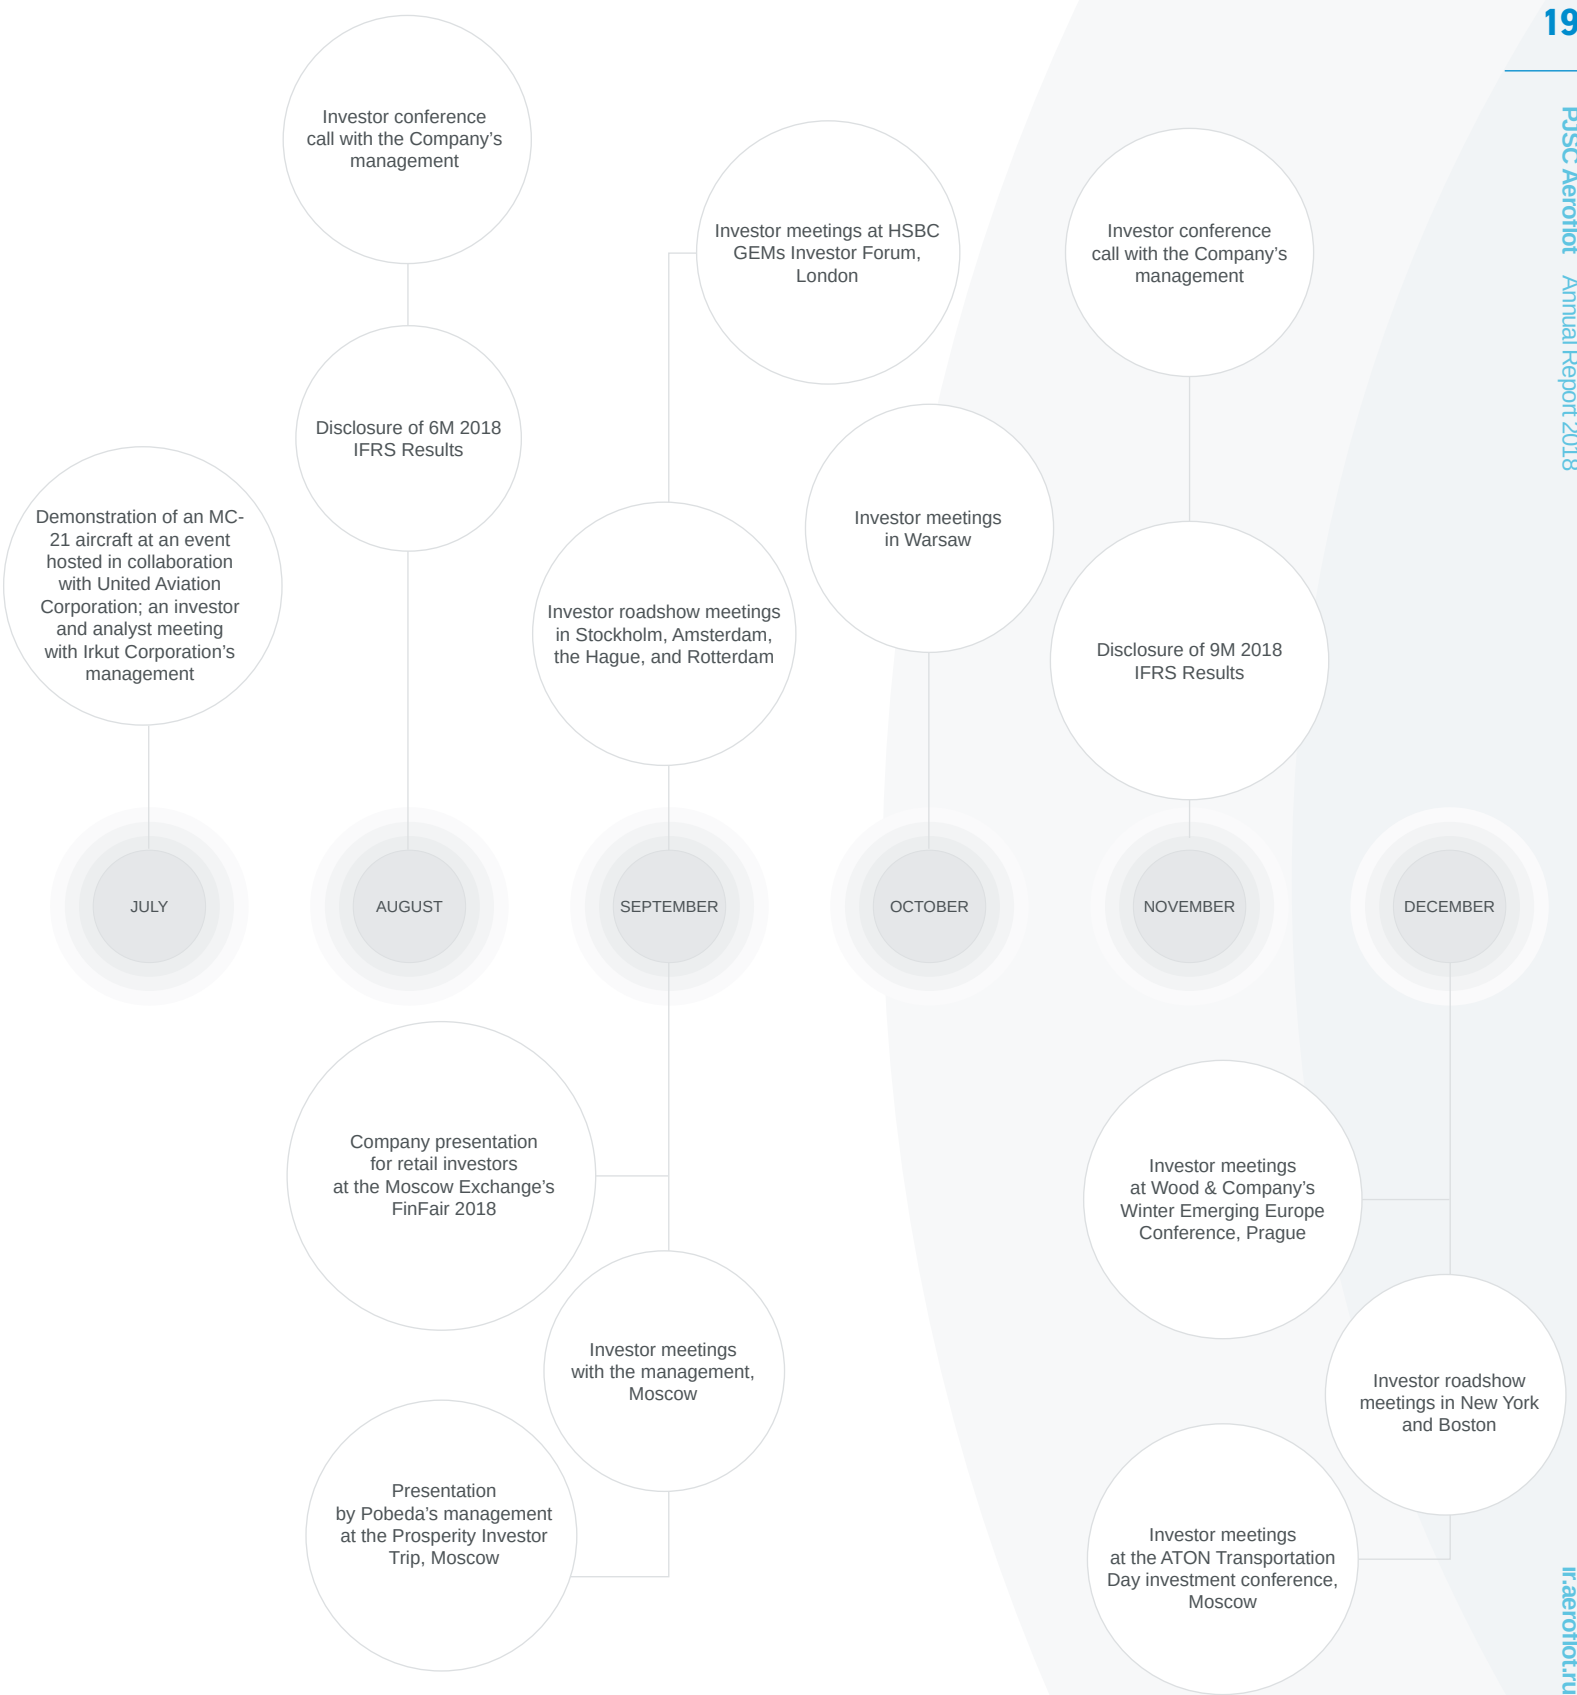 19
PJSC Aeroflot Annual Report 2018
Investor conference
call with the Company’s
management
Investor meetings at HSBC
GEMs Investor Forum,
London
Investor conference
call with the Company’s
management
Disclosure of 6M 2018
IFRS Results
Demonstration of an MC-
21 aircraft at an event
hosted in collaboration
with United Aviation
Corporation; an investor
and analyst meeting
with Irkut Corporation’s
management
Investor meetings
in Warsaw
Investor roadshow meetings
in Stockholm, Amsterdam,
the Hague, and Rotterdam
Disclosure of 9M 2018
IFRS Results
JULY
AUGUST
SEPTEMBER
OCTOBER
NOVEMBER
DECEMBER
Company presentation
for retail investors
at the Moscow Exchange’s
FinFair 2018
Investor meetings
at Wood & Company’s
Winter Emerging Europe
Conference, Prague
Investor meetings
with the management,
Moscow
Investor roadshow
meetings in New York
and Boston
Presentation
by Pobeda’s management
at the Prosperity Investor
Trip, Moscow
Investor meetings
at the ATON Transportation
Day investment conference,
Moscow
ir.aeroflot.ru